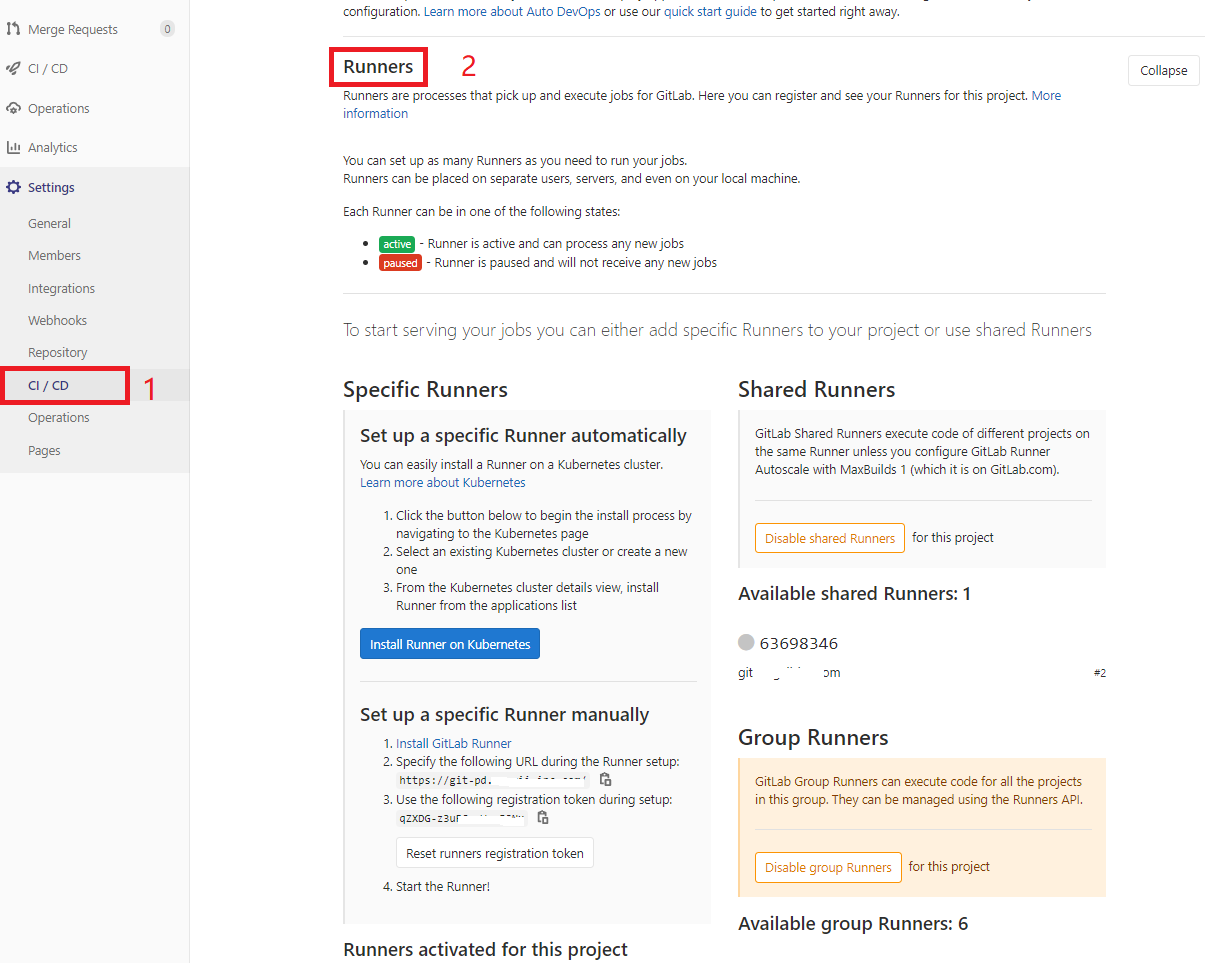 configuration. Learn more about Auto DevOps or use our quick start guide to get started right away.
Merge Requests 0
CI / CD
Operations
Analytics
Settings
General
Members
Integrations
Webhooks
Repository
CI / CD 1
Operations
Pages
Runners 2
Collapse
Runners are processes that pick up and execute jobs for GitLab. Here you can register and see your Runners for this project. More
information
You can set up as many Runners as you need to run your jobs.
Runners can be placed on separate users, servers, and even on your local machine.
Each Runner can be in one of the following states:
active - Runner is active and can process any new jobs
paused - Runner is paused and will not receive any new jobs
To start serving your jobs you can either add specific Runners to your project or use shared Runners
Specific Runners
Set up a specific Runner automatically
You can easily install a Runner on a Kubernetes cluster.
Learn more about Kubernetes
1. Click the button below to begin the install process by
navigating to the Kubernetes page
2. Select an existing Kubernetes cluster or create a new
one
3. From the Kubernetes cluster details view, install
Runner from the applications list
Install Runner on Kubernetes
Set up a specific Runner manually
1. Install GitLab Runner
2. Specify the following URL during the Runner setup:
https://git-pd.
3. Use the following registration token during setup:
4. Start the Runner!
Reset runners registration token
Runners activated for this project
Shared Runners
GitLab Shared Runners execute code of different projects on
the same Runner unless you configure GitLab Runner
Autoscale with MaxBuilds 1 (which it is on GitLab.com).
Disable shared Runners for this project
Available shared Runners: 1
63698346
git om #2
Group Runners
GitLab Group Runners can execute code for all the projects
in this group. They can be managed using the Runners API.
Disable group Runners for this project
Available group Runners: 6